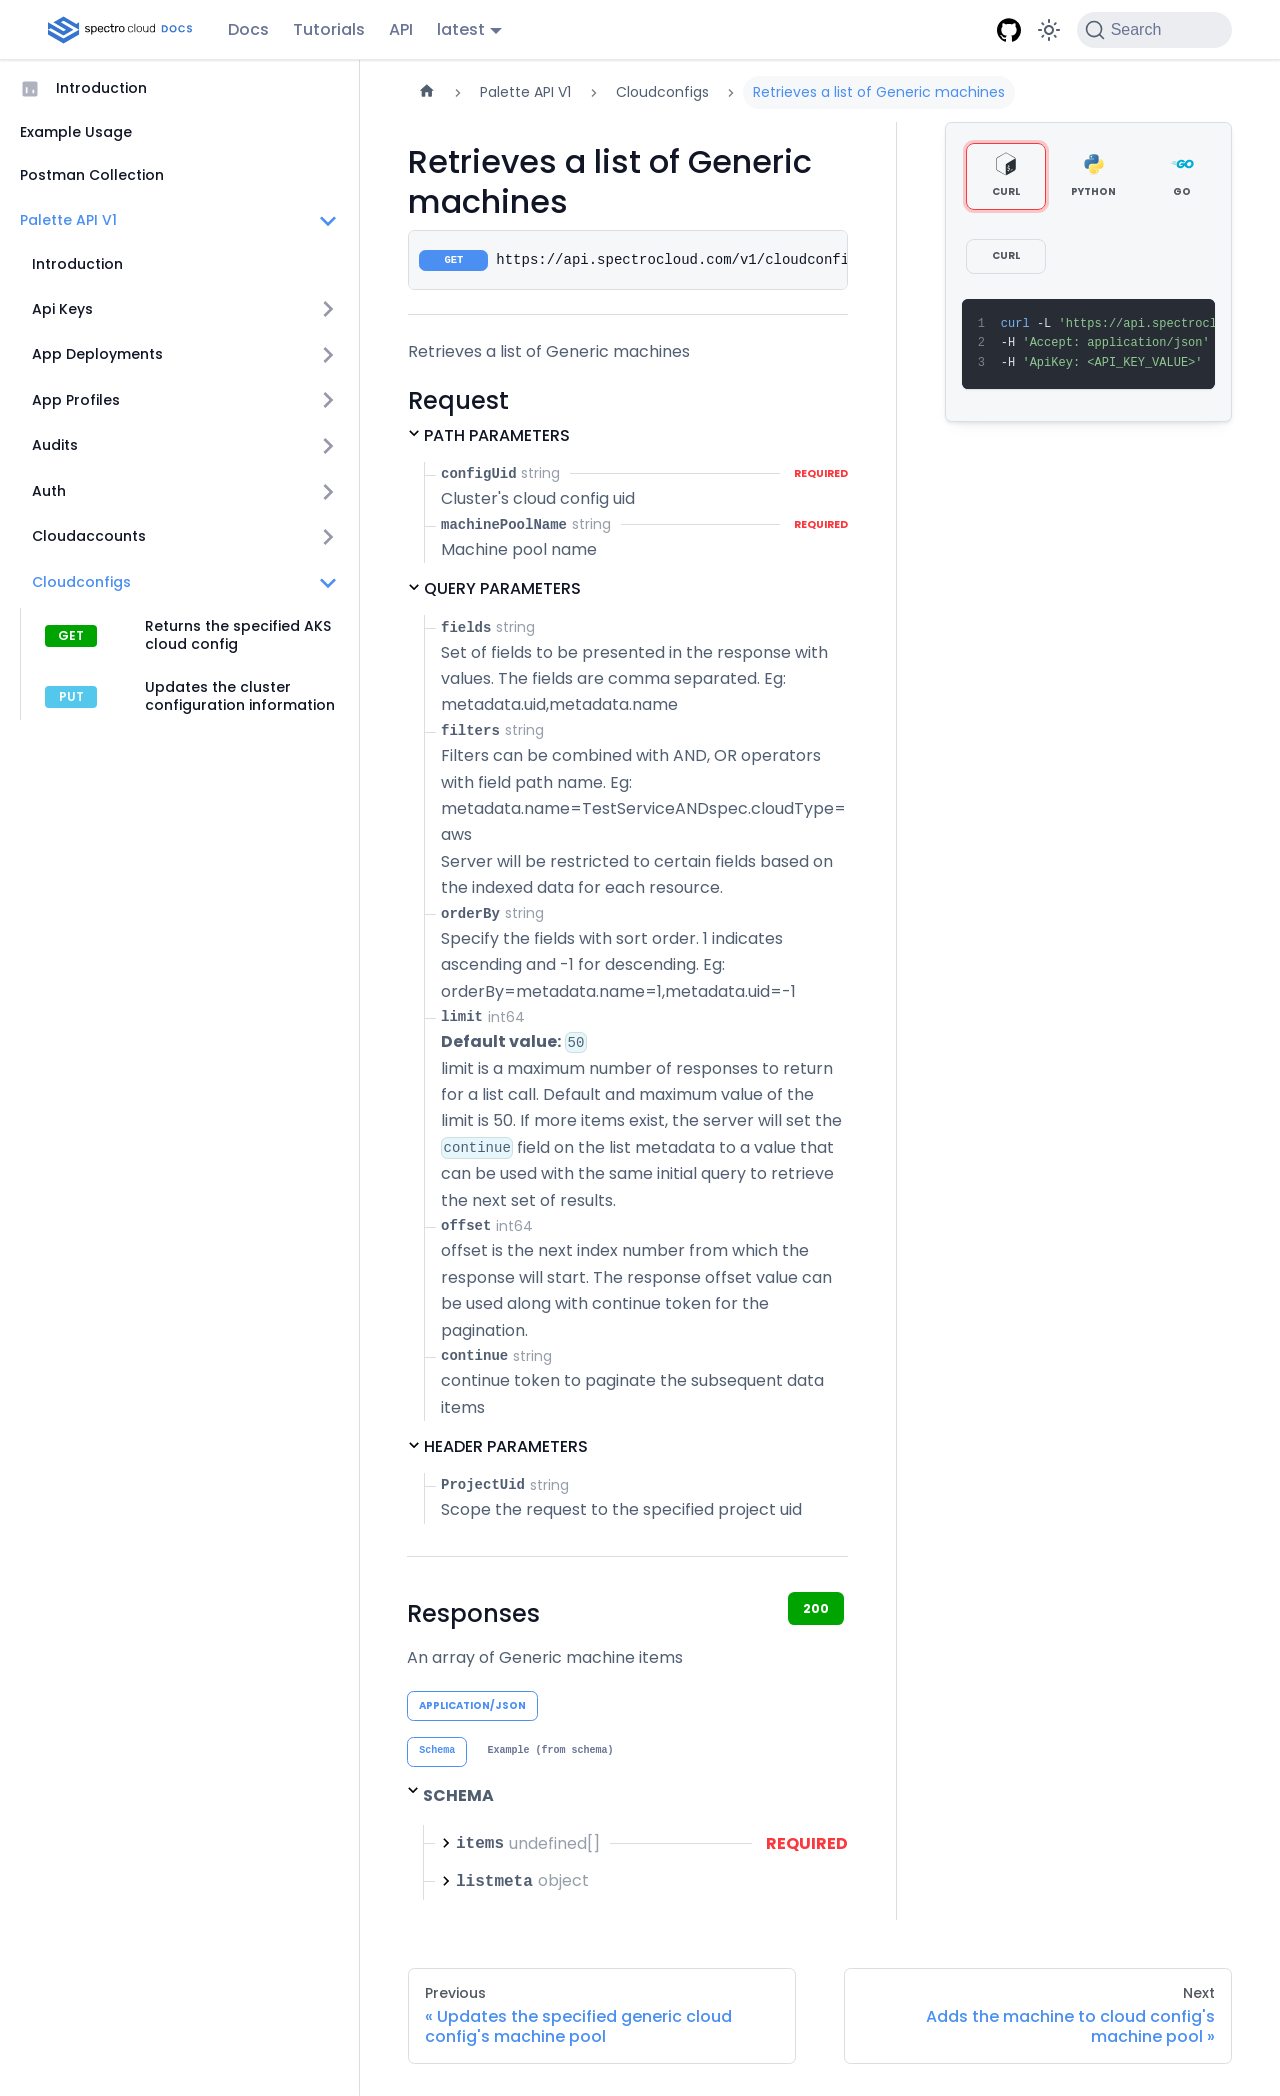 spectro cloud DOCS
Docs
Tutorials
API
latest
Search
Introduction
Example Usage
Postman Collection
Palette API V1
Introduction
Api Keys
App Deployments
App Profiles
Audits
Auth
Cloudaccounts
Cloudconfigs
GET
Returns the specified AKS
cloud config
PUT
Updates the cluster
configuration information
Palette API V1
Cloudconfigs
Retrieves a list of Generic machines
Retrieves a list of Generic
machines
GET https://api.spectrocloud.com/v1/cloudconfi
Retrieves a list of Generic machines
Request
PATH PARAMETERS
configUid string REQUIRED
Cluster's cloud config uid
machinePoolName string REQUIRED
Machine pool name
QUERY PARAMETERS
fields string
Set of fields to be presented in the response with
values. The fields are comma separated. Eg:
metadata.uid,metadata.name
filters string
Filters can be combined with AND, OR operators
with field path name. Eg:
metadata.name=TestServiceANDspec.cloudType=
aws
Server will be restricted to certain fields based on
the indexed data for each resource.
orderBy string
Specify the fields with sort order. 1 indicates
ascending and -1 for descending. Eg:
orderBy=metadata.name=1,metadata.uid=-1
limit int64
Default value: 50
limit is a maximum number of responses to return
for a list call. Default and maximum value of the
limit is 50. If more items exist, the server will set the
continue field on the list metadata to a value that
can be used with the same initial query to retrieve
the next set of results.
offset int64
offset is the next index number from which the
response will start. The response offset value can
be used along with continue token for the
pagination.
continue string
continue token to paginate the subsequent data
items
HEADER PARAMETERS
ProjectUid string
Scope the request to the specified project uid
Responses
200
An array of Generic machine items
APPLICATION/JSON
Schema
Example (from schema)
SCHEMA
items undefined[] REQUIRED
listmeta object
CURL
PYTHON
GO
CURL
1 curl -L 'https://api.spectrocl
2 -H 'Accept: application/json'
3 -H 'ApiKey: <API_KEY_VALUE>'
Previous
« Updates the specified generic cloud
config's machine pool
Next
Adds the machine to cloud config's
machine pool »